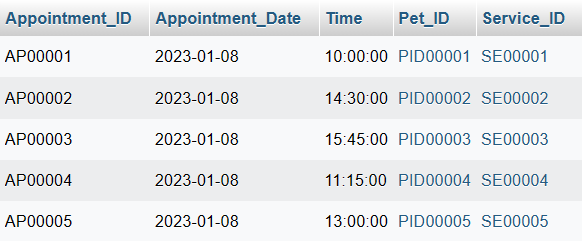 Appointment_ID Appointment_Date Time Pet_ID Service_ID
AP00001 2023-01-08 10:00:00 PID00001 SE00001
AP00002 2023-01-08 14:30:00 PID00002 SE00002
AP00003 2023-01-08 15:45:00 PID00003 SE00003
AP00004 2023-01-08 11:15:00 PID00004 SE00004
AP00005 2023-01-08 13:00:00 PID00005 SE00005